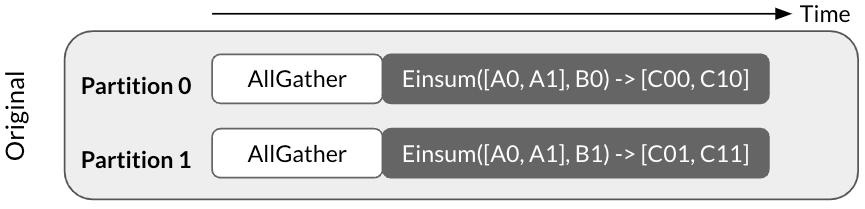 Time
Original
Partition 0
AllGather
Einsum([A0, A1], B0) -> [C00, C10]
Partition 1
AllGather
Einsum([A0, A1], B1) -> [C01, C11]